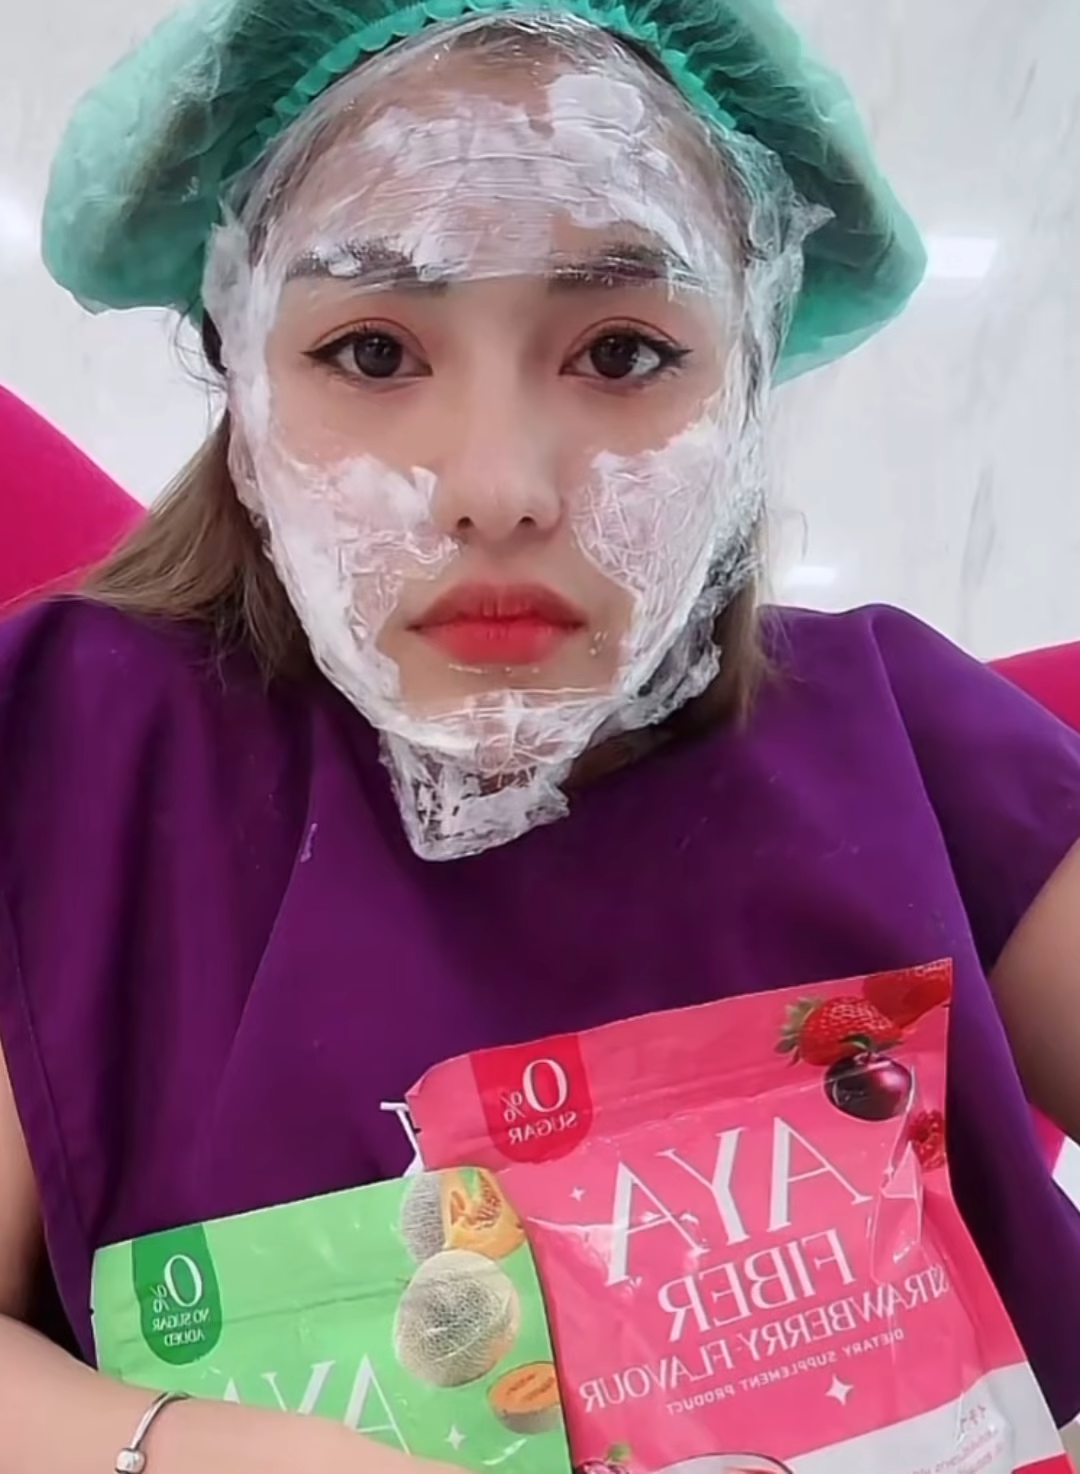 0%
SUGAR
AYA
FIBER
STRAWBERRY FLAVOUR
DIETARY SUPPLEMENT PRODUCT
0%
NO SUGAR
ADDED
AYA